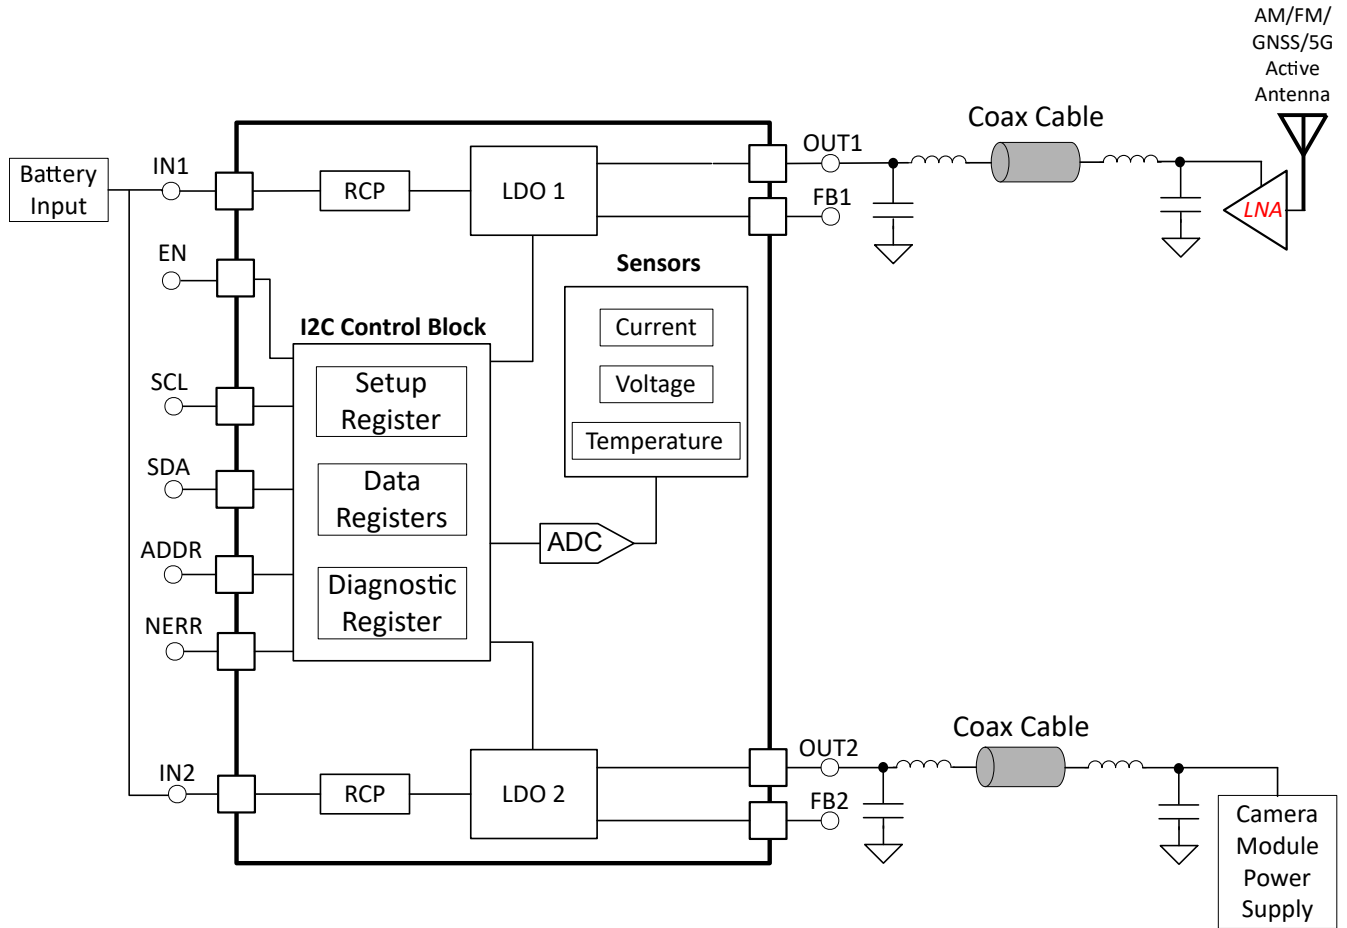 AM/FM/
GNSS/5G
Active
Antenna
Coax Cable
OUT1
IN1
Battery
Input
RCP
LDO 1
FB1
LNA
EN
Sensors
I2C Control Block
Current
SCL
Setup
Register
Voltage
Temperature
SDA
Data
Registers
ADC
ADDR
Diagnostic
Register
NERR
Coax Cable
OUT2
IN2
RCP
LDO 2
FB2
Camera
Module
Power
Supply